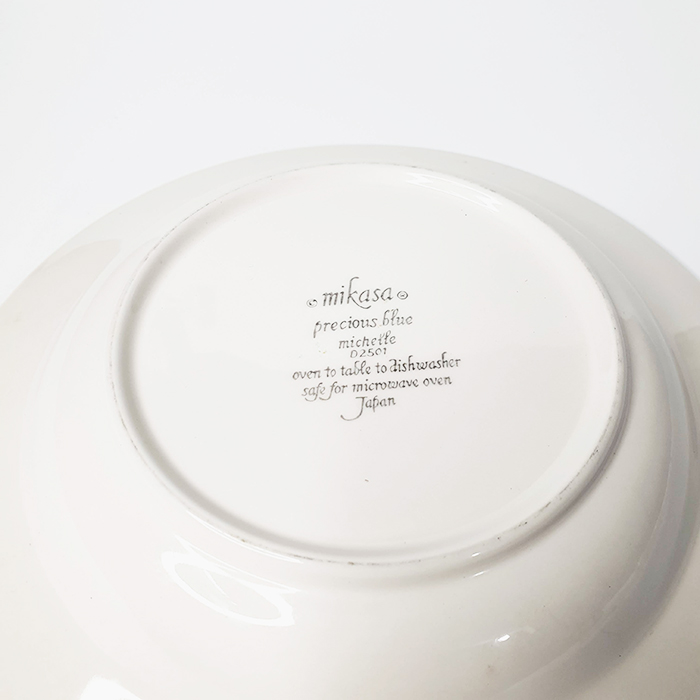 mikasa
precious blue
michelle
D2501
oven to table to dishwasher
safe for microwave oven
Japan